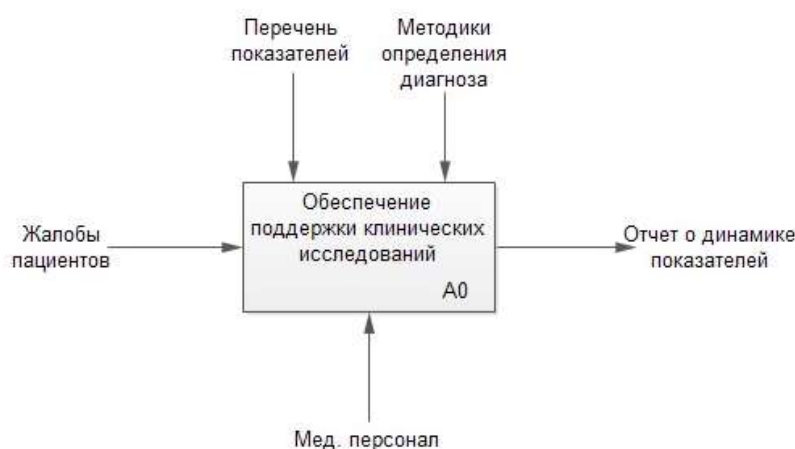 Перечень
показателей
Методики
определения
диагноза
Обеспечение
поддержки клинических
исследований
A0
Жалобы
пациентов
Отчет о динамике
показателей
Мед. персонал